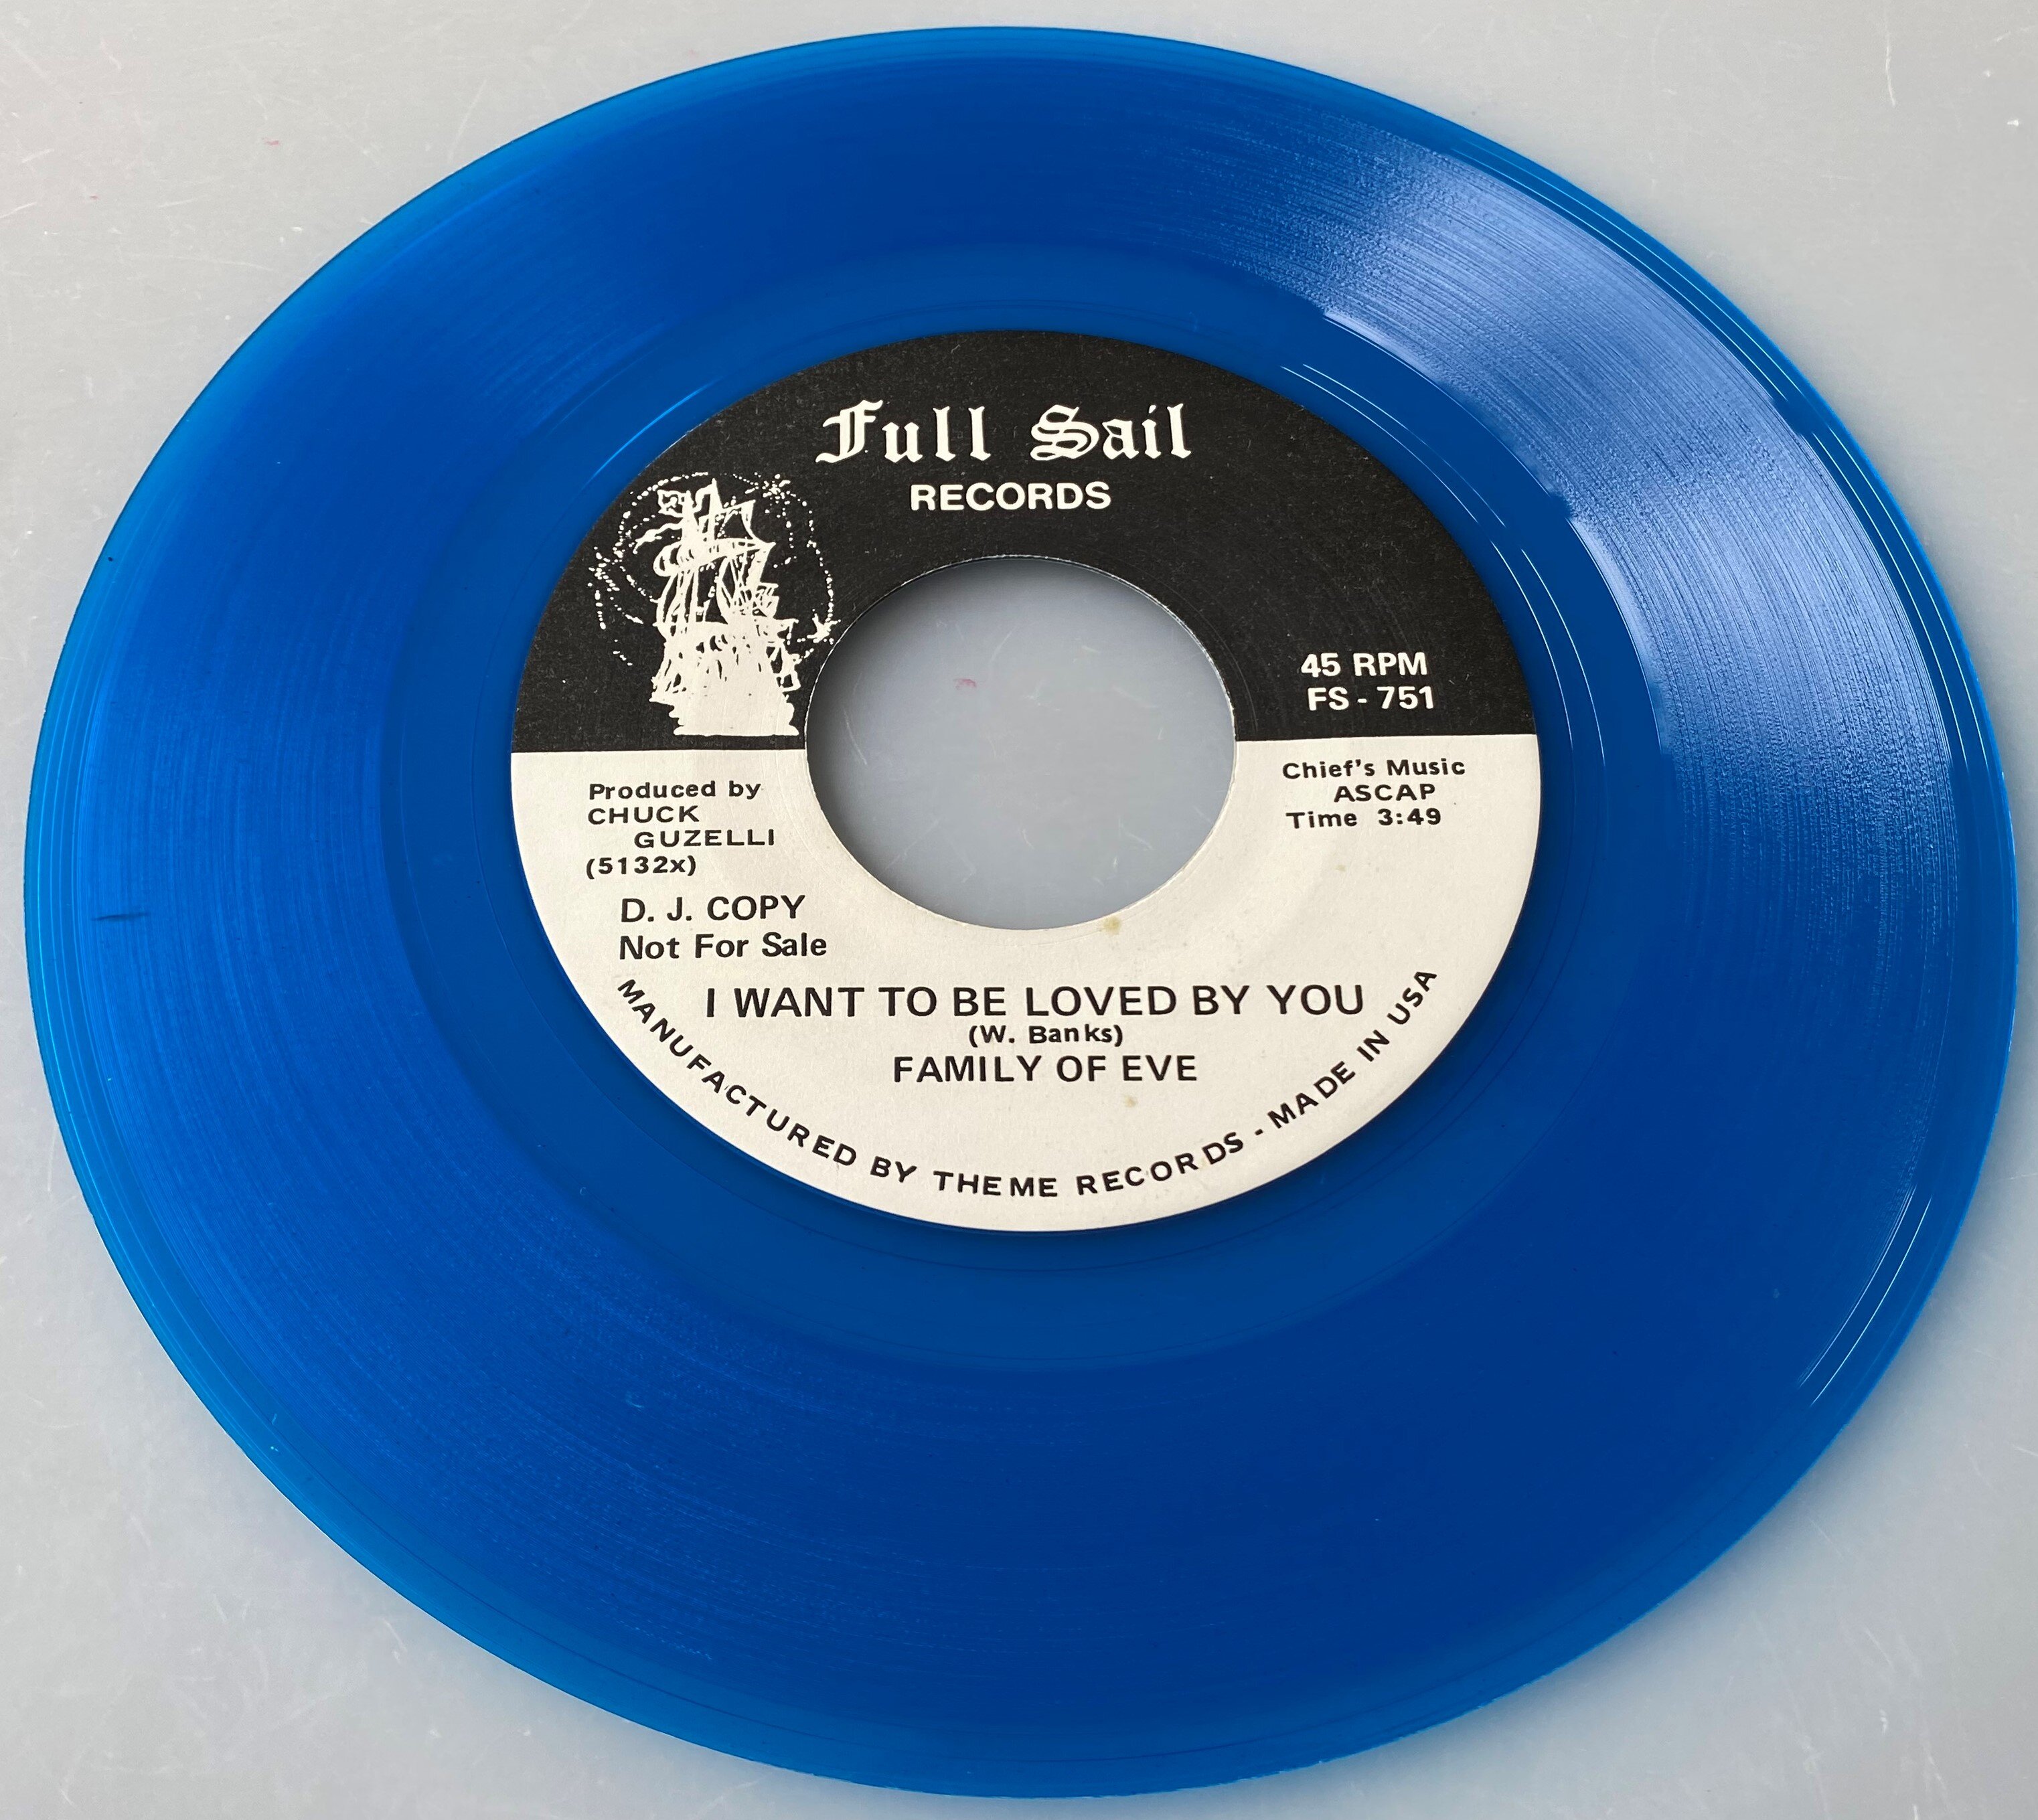 Full Sail
RECORDS
45 RPM
FS - 751
Produced by
CHUCK
GUZELLI
(5132x)
Chief's Music
ASCAP
Time 3:49
D. J. COPY
Not For Sale
I WANT TO BE LOVED BY YOU
(W. Banks)
FAMILY OF EVE
MANUFACTURED BY THEME RECORDS - MADE IN USA